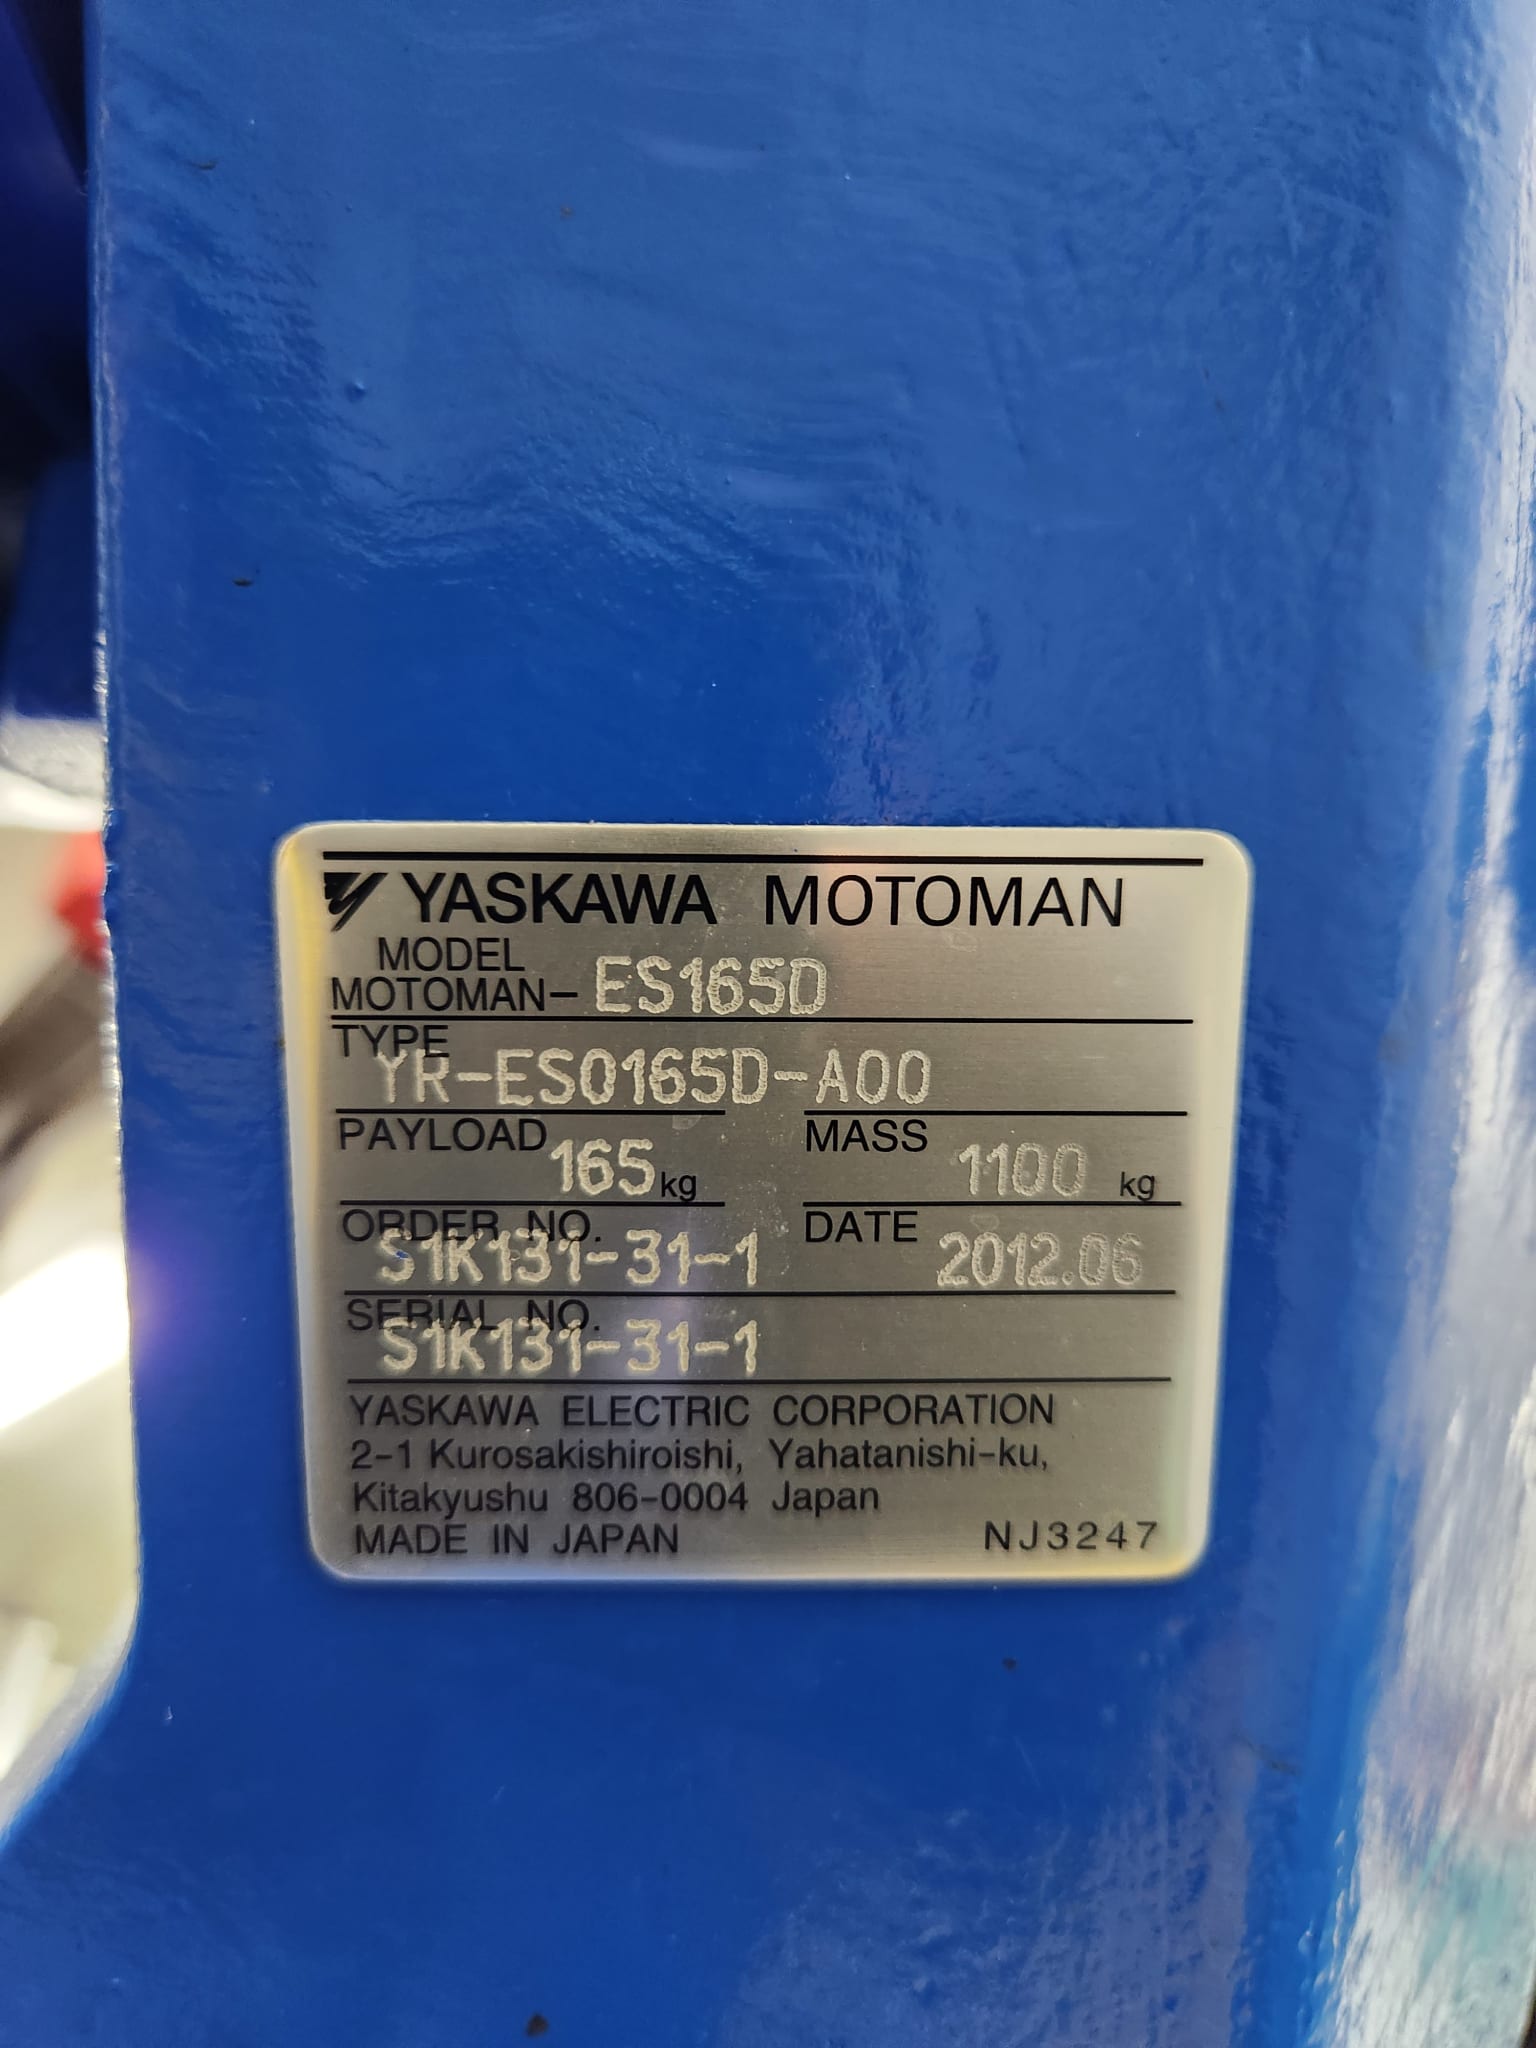 YASKAWA MOTOMAN
MODEL
MOTOMAN- ES165D
TYPE
YR-ES0165D-A00
PAYLOAD 165 kg MASS 1100 kg
ORDER NO. DATE
S1K131-31-1 2012.06
SERIAL NO.
S1K131-31-1
YASKAWA ELECTRIC CORPORATION
2-1 Kurosakishiroishi, Yahatanishi-ku,
Kitakyushu 806-0004 Japan
MADE IN JAPAN NJ3247